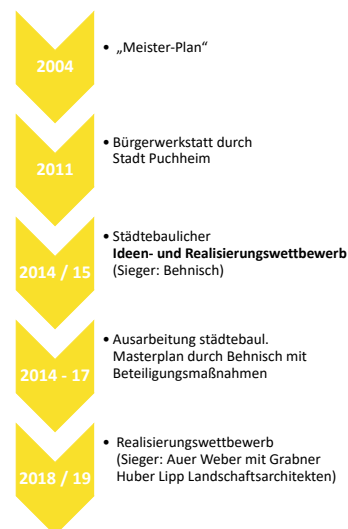 2004
• „Meister-Plan“
2011
• Bürgerwerkstatt durch
Stadt Puchheim
2014 / 15
• Städtebaulicher
Ideen- und Realisierungswettbewerb
(Sieger: Behnisch)
2014 - 17
• Ausarbeitung städtebaul.
Masterplan durch Behnisch mit
Beteiligungsmaßnahmen
2018 / 19
• Realisierungswettbewerb
(Sieger: Auer Weber mit Grabner
Huber Lipp Landschaftsarchitekten)